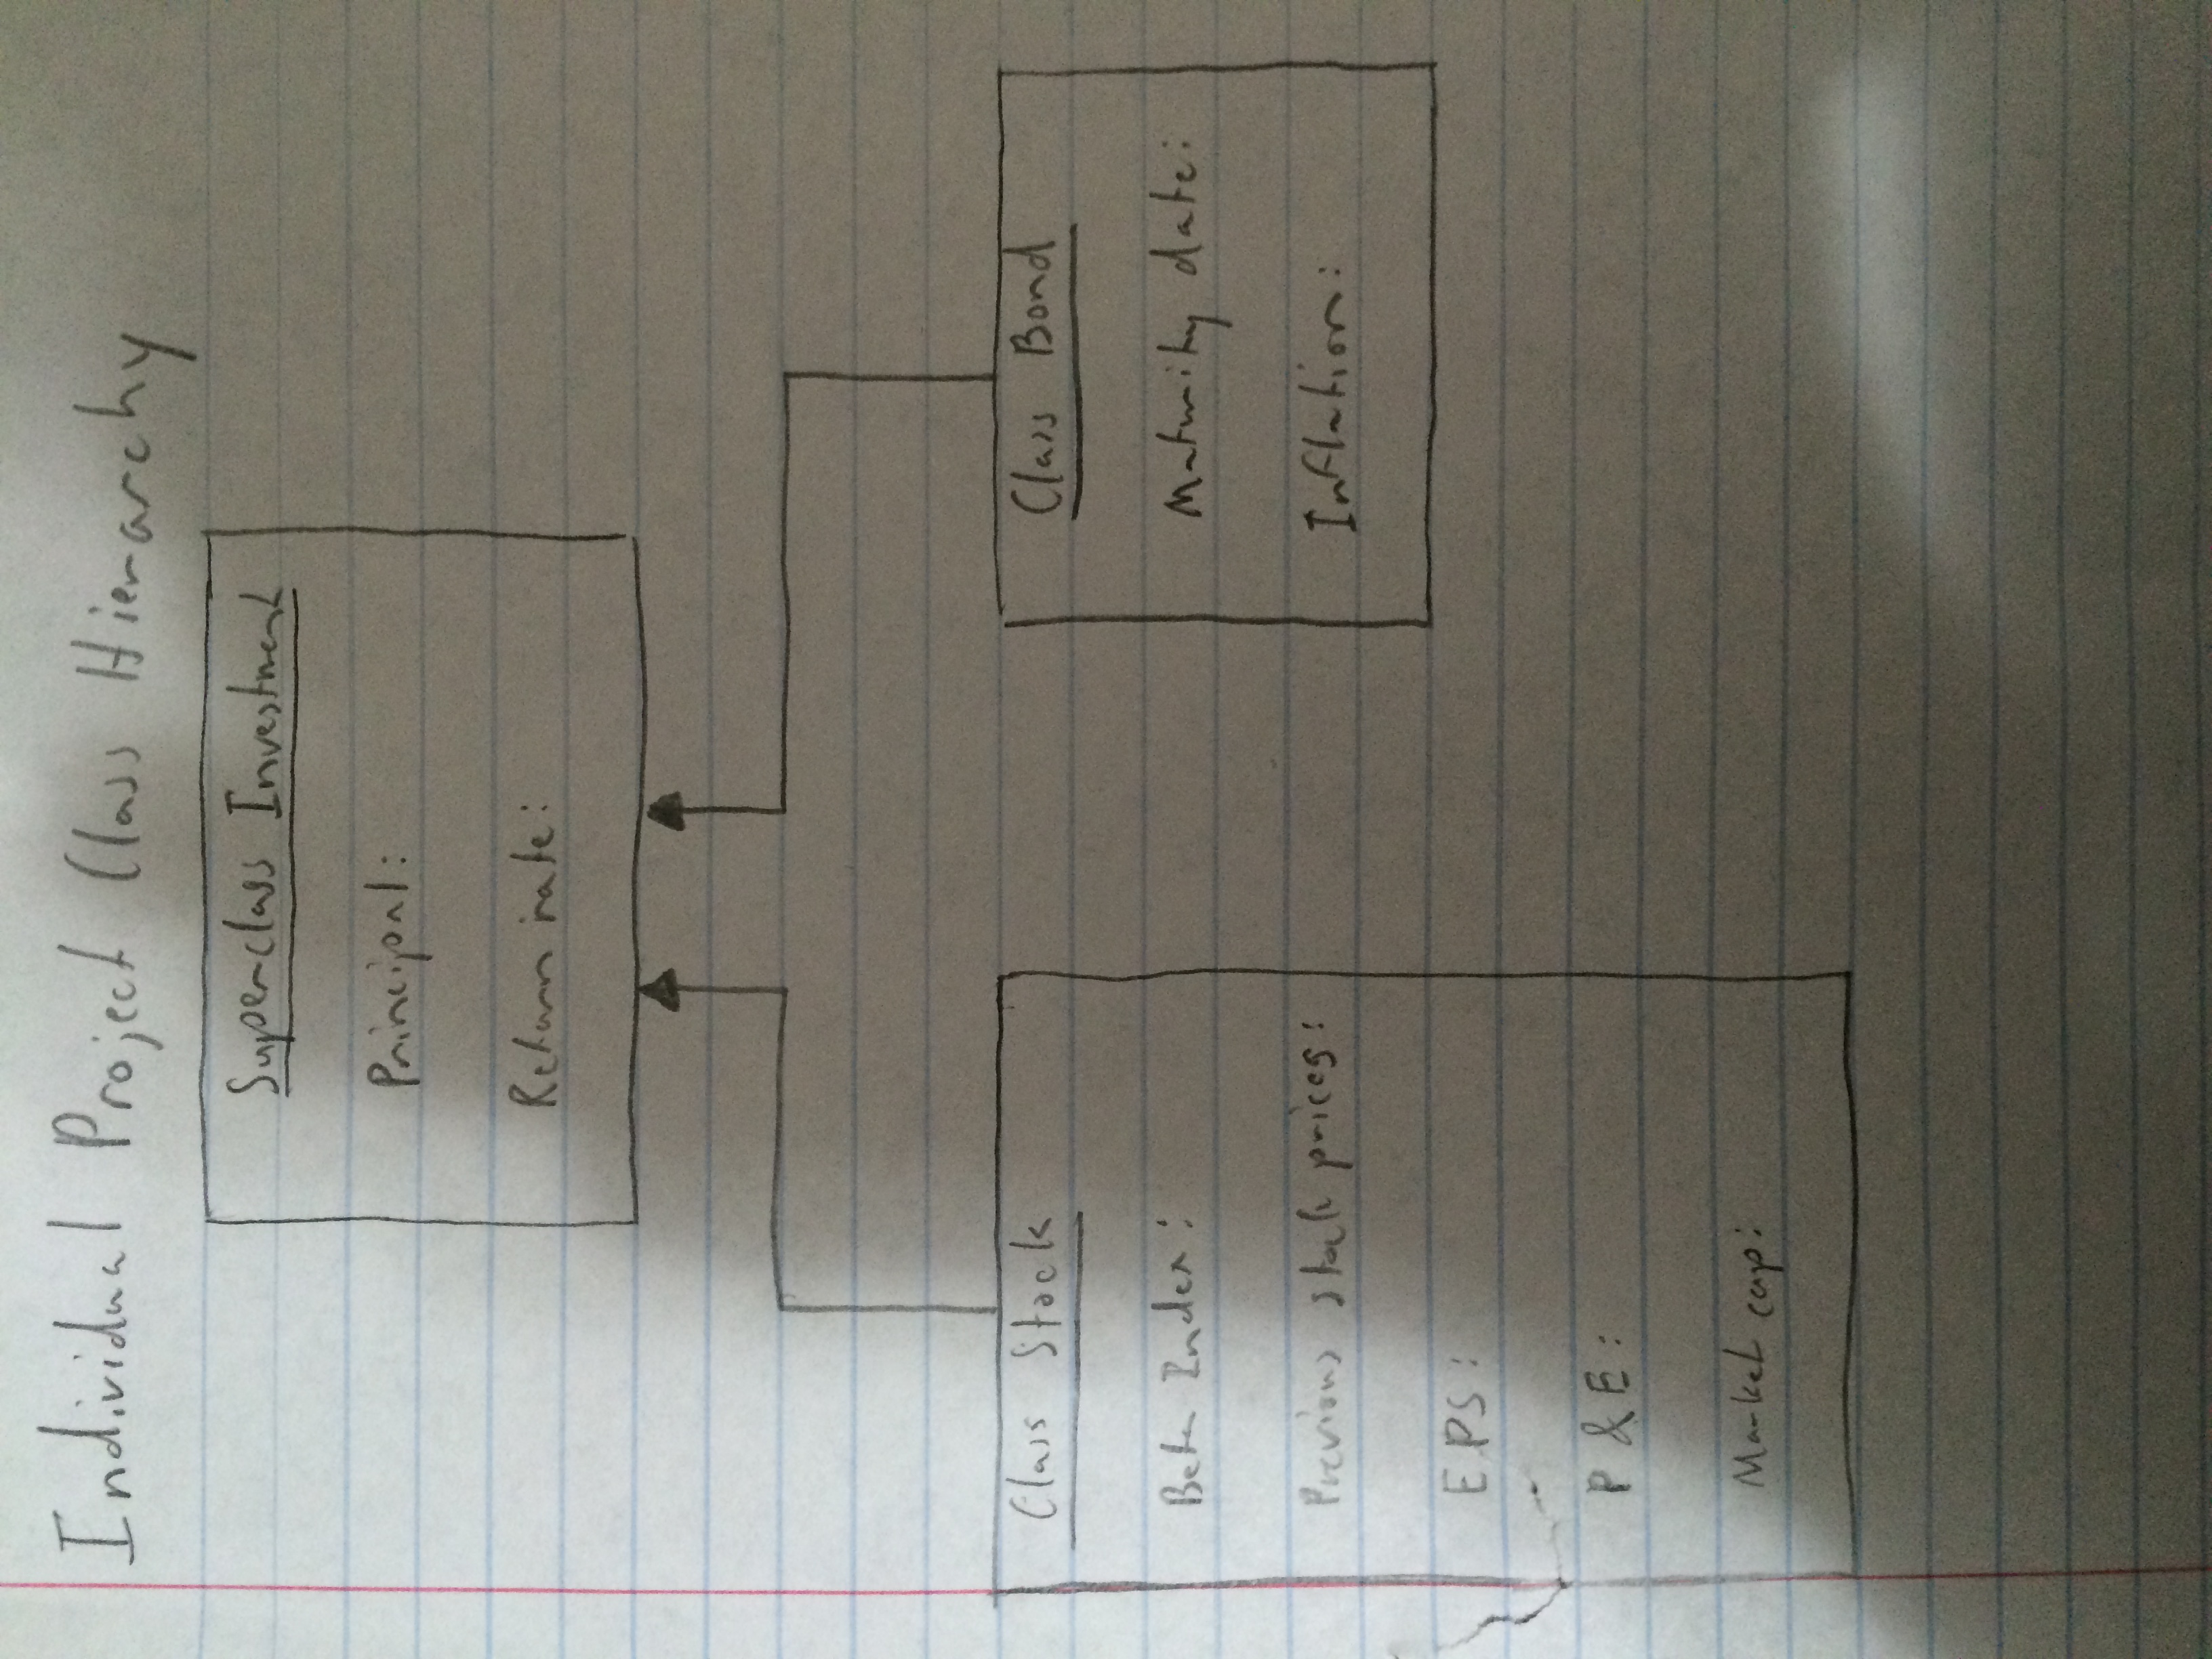 Individual Project Class Hierarchy
Superclass Investment
Principal:
Return rate:
Class Stock
Beta Index:
Previous stock prices:
EPS:
P & E:
Market cap:
Class Bond
Maturity date:
Inflation: